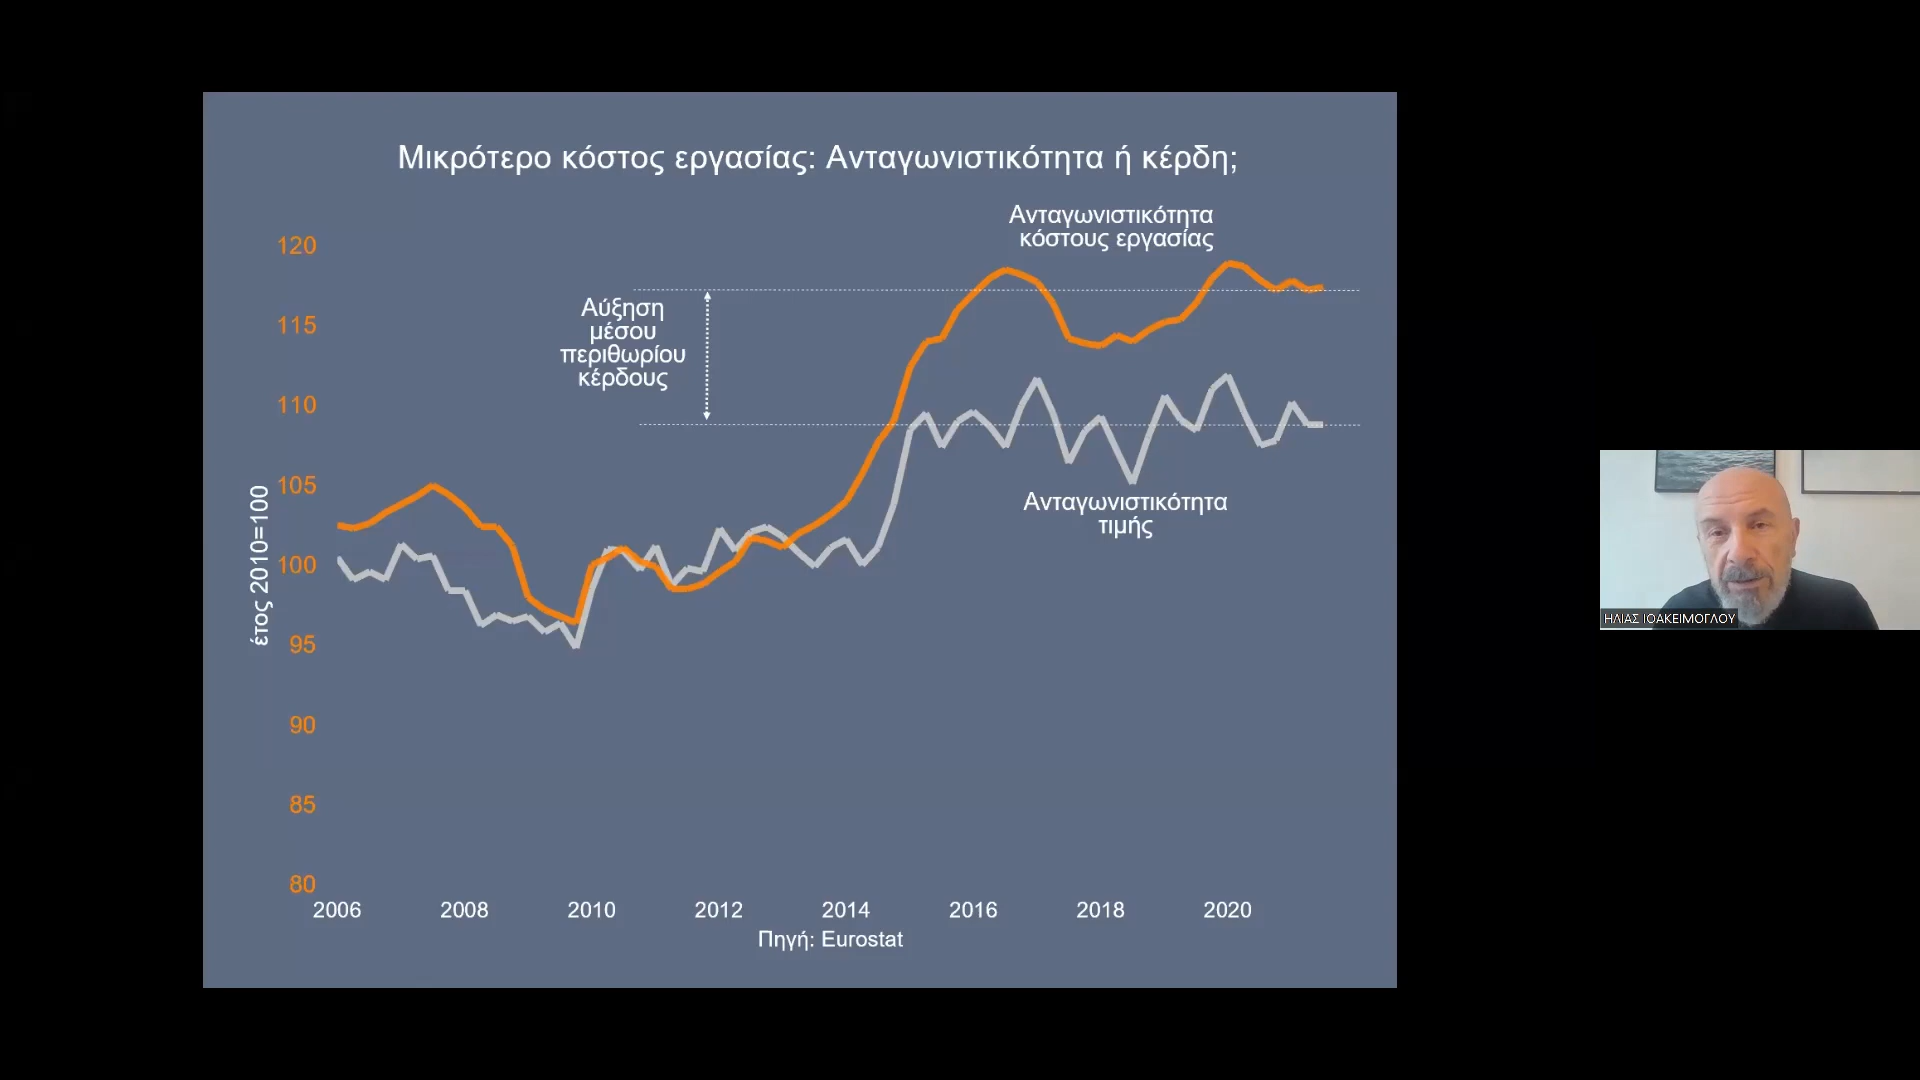 Μικρότερο κόστος εργασίας: Ανταγωνιστικότητα ή κέρδη;
Ανταγωνιστικότητα
κόστους εργασίας
120
Αύξηση
μέσου
περιθωρίου
κέρδους
115
110
105
Ανταγωνιστικότητα
τιμής
έτος 2010=100
100
95
90
85
80
2006 2008 2010 2012 2014 2016 2018 2020
Πηγή: Eurostat
ΗΛΙΑΣ ΙΩΑΚΕΙΜΟΓΛΟΥ